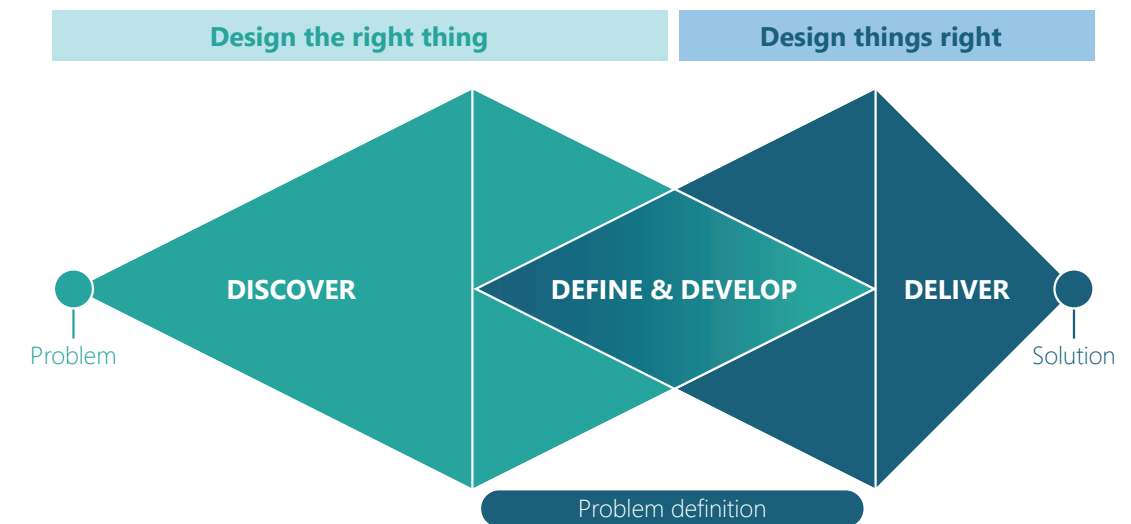 Design the right thing
Design things right
DISCOVER
DEFINE & DEVELOP
DELIVER
Problem
Solution
Problem definition